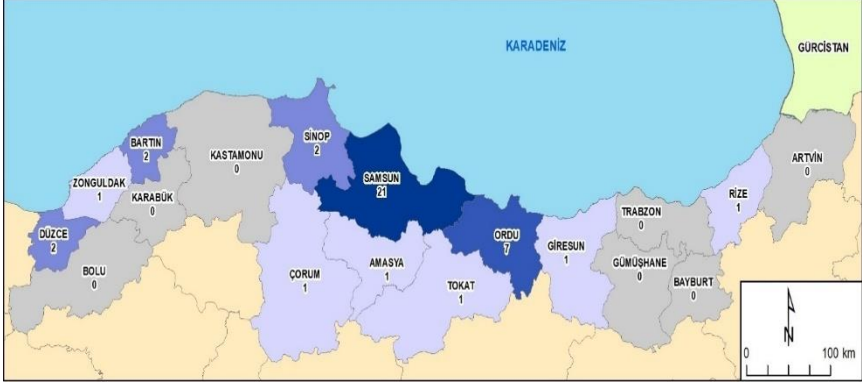 KARADENİZ
GÜRCİSTAN
BARTIN
2
KASTAMONU
0
SİNOP
2
SAMSUN
21
ZONGULDAK
1
KARABÜK
0
DÜZCE
2
BOLU
0
ÇORUM
1
AMASYA
1
TOKAT
1
ORDU
7
GİRESUN
1
TRABZON
0
GÜMÜŞHANE
0
BAYBURT
0
RİZE
1
ARTVİN
0
N
0 100 km